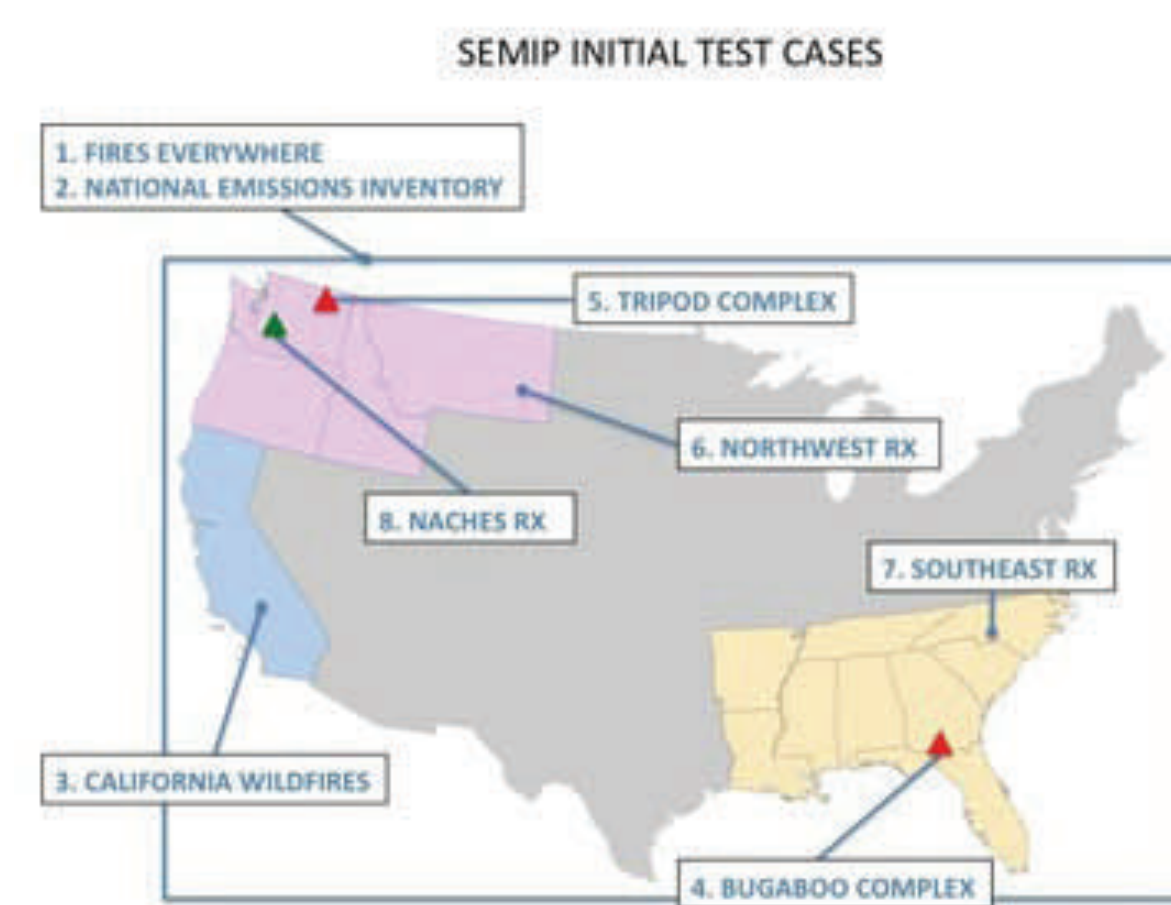 SEMIP INITIAL TEST CASES
1. FIRES EVERYWHERE
2. NATIONAL EMISSIONS INVENTORY
5. TRIPOD COMPLEX
6. NORTHWEST RX
8. NACHES RX
7. SOUTHEAST RX
3. CALIFORNIA WILDFIRES
4. BUGABOO COMPLEX